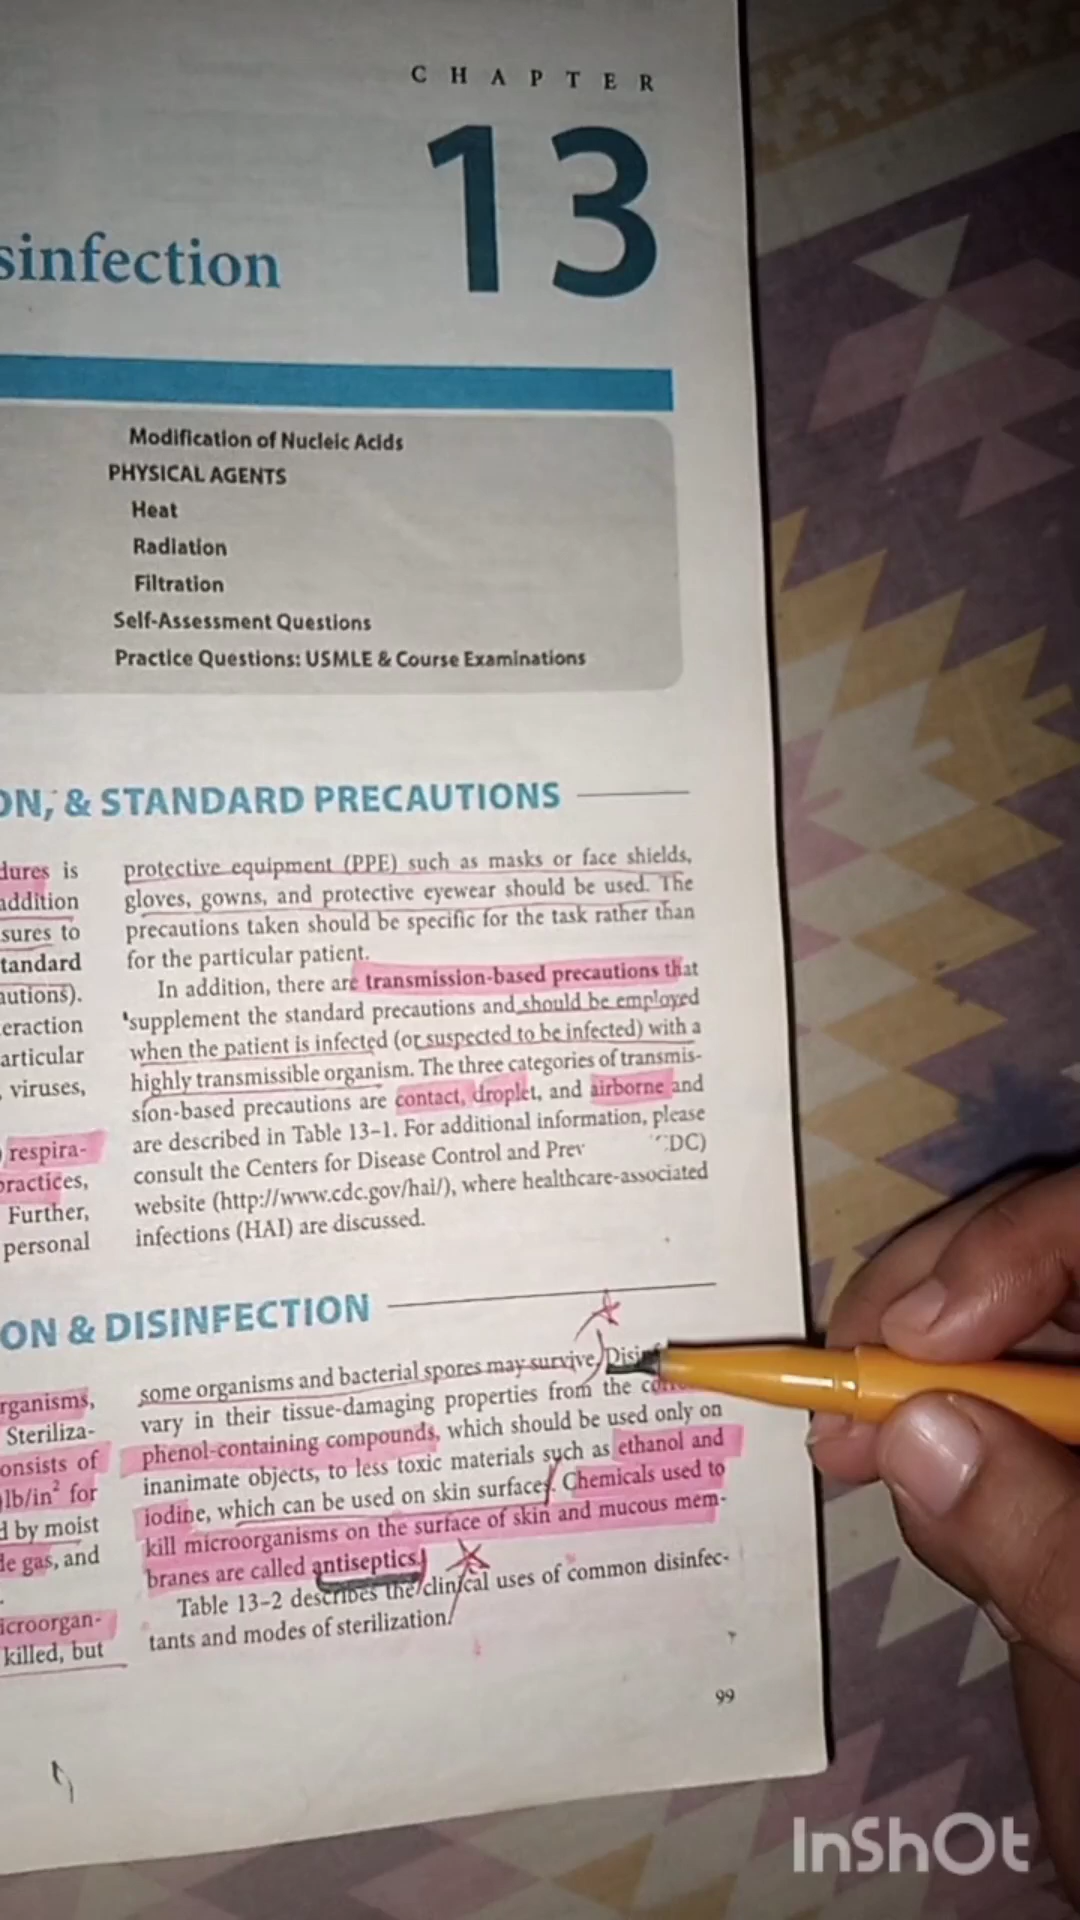 CHAPTER
13
sinfection
Modification of Nucleic Acids
PHYSICAL AGENTS
Heat
Radiation
Filtration
Self-Assessment Questions
Practice Questions: USMLE & Course Examinations
ON, & STANDARD PRECAUTIONS
dures is
addition
sures to
tandard
autions).
eraction
articular
, viruses,
respira-
practices,
Further,
personal
protective equipment (PPE) such as masks or face shields,
gloves, gowns, and protective eyewear should be used. The
precautions taken should be specific for the task rather than
for the particular patient.
In addition, there are transmission-based precautions that
supplement the standard precautions and should be employed
when the patient is infected (or suspected to be infected) with a
highly transmissible organism. The three categories of transmis-
sion-based precautions are contact, droplet, and airborne and
are described in Table 13–1. For additional information, please
consult the Centers for Disease Control and Prev CDC)
website (http://www.cdc.gov/hai/), where healthcare-associated
infections (HAI) are discussed.
ON & DISINFECTION
rganisms,
Steriliza-
onsists of
lb/in² for
d by moist
de gas, and
.
icroorgan-
killed, but
some organisms and bacterial spores may survive. Disinf
vary in their tissue-damaging properties from the
phenol-containing compounds, which should be used only on
inanimate objects, to less toxic materials such as ethanol and
iodine, which can be used on skin surfaces. Chemicals used to
kill microorganisms on the surface of skin and mucous mem-
branes are called antiseptics.
Table 13–2 describes the clinical uses of common disinfec-
tants and modes of sterilization.
99
InShOt